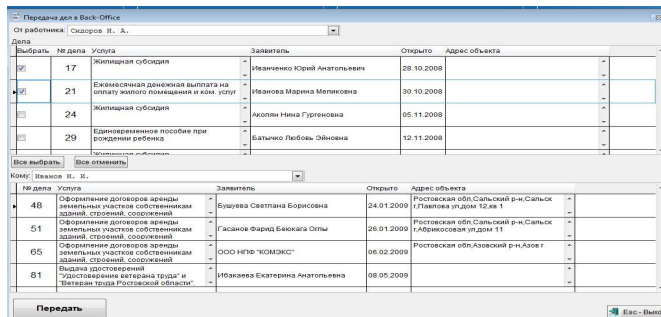 Передача дел в Back-Office
От работника: Сидоров И. А.
Дела
Выбрать № дела Услуга Заявитель Открыто Адрес объекта
17 Жилищная субсидия Иванченко Юрий Анатольевич 28.10.2008
21 Ежемесячная денежная выплата на оплату жилого помещения и ком. услуг Иванова Марина Меликовна 30.10.2008
24 Жилищная субсидия Акопян Нина Гургеновна 05.11.2008
29 Единовременное пособие при рождении ребенка Батычко Любовь Эйновна 12.11.2008
Жилищная субсидия
Все выбрать Все отменить
Кому: Иванов И. И.
№ дела Услуга Заявитель Открыто Адрес объекта
48 Оформление договоров аренды земельных участков собственникам зданий, строений, сооружений Бушуева Светлана Борисовна 24.01.2009 Ростовская обл,Сальский р-н,Сальск г,Павлова ул,дом 12,кв 1
51 Оформление договоров аренды земельных участков собственникам зданий, строений, сооружений Гасанов Фарид Беюкага Оглы 26.01.2009 Ростовская обл,Сальский р-н,Сальск г,Абрикосовая ул,дом 11
65 Оформление договоров аренды земельных участков собственникам зданий, строений, сооружений ООО НПФ "КОМЭКС" 06.02.2009 Ростовская обл,Азовский р-н,Азов г
81 Выдача удостоверений "Удостоверение ветерана труда" и "Ветеран труда Ростовской области". Ибакаева Екатерина Анатольевна 08.05.2009
Передать
Esc - Выхо